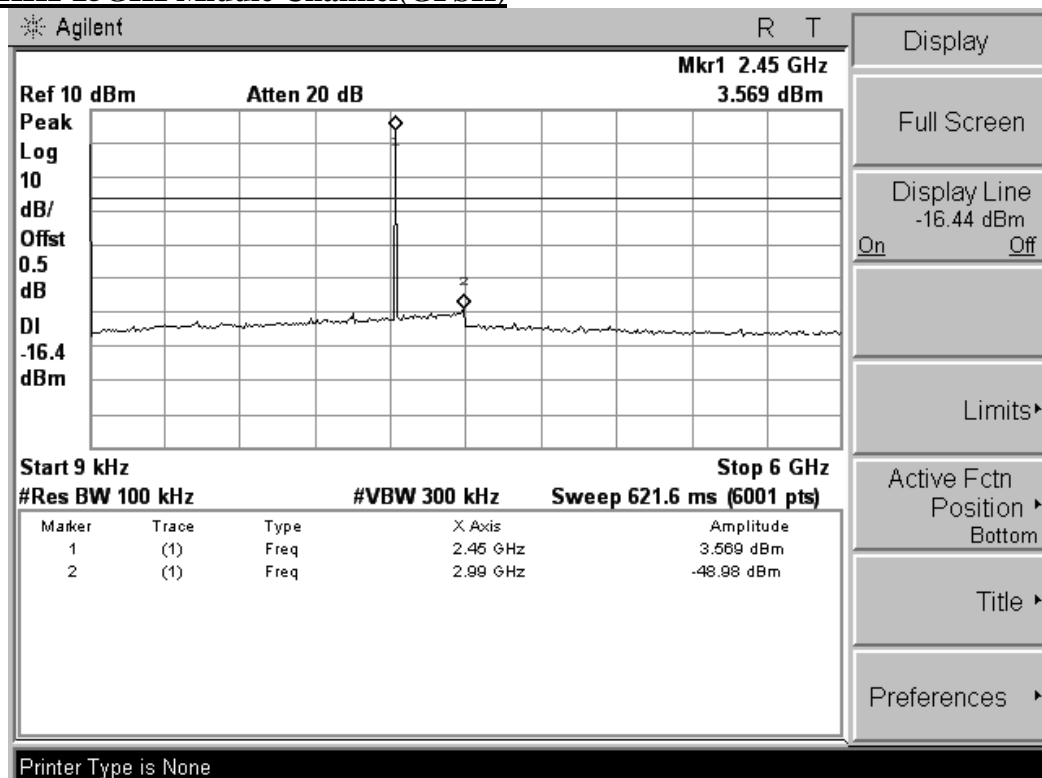 Agilent R T
Mkr1 2.45 GHz
Ref 10 dBm Atten 20 dB 3.569 dBm
Peak
Log
10
dB/
Offst
0.5
dB
DI
-16.4
dBm
1
2
Start 9 kHz Stop 6 GHz
#Res BW 100 kHz #VBW 300 kHz Sweep 621.6 ms (6001 pts)
Marker Trace Type X Axis Amplitude
1 (1) Freq 2.45 GHz 3.569 dBm
2 (1) Freq 2.99 GHz -48.98 dBm
Display
Full Screen
Display Line
-16.44 dBm
On Off
Limits
Active Fctn
Position
Bottom
Title
Preferences
Printer Type is None